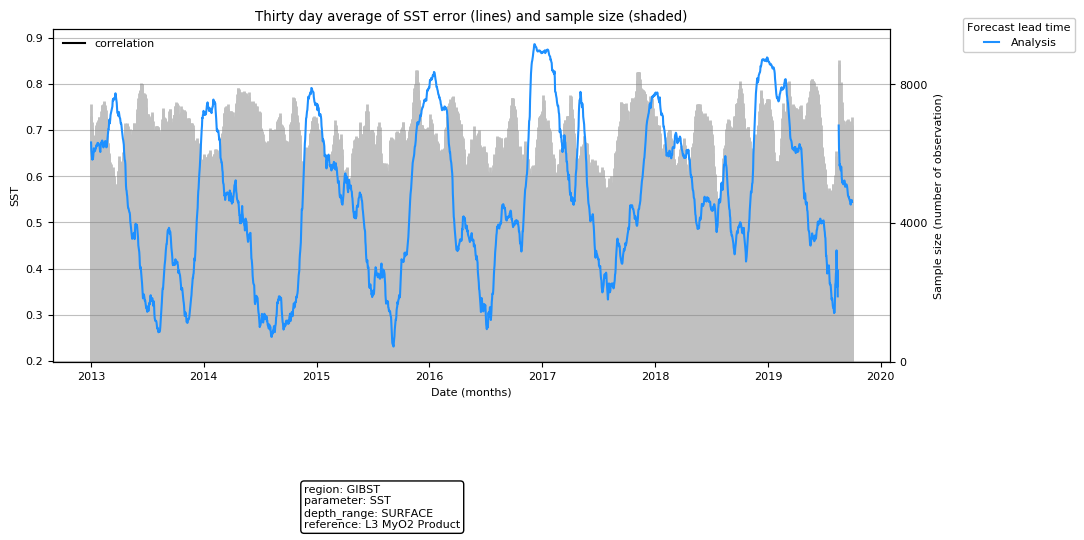 Thirty day average of SST error (lines) and sample size (shaded)
Forecast lead time
Analysis
correlation
0.9
0.8
0.7
0.6
0.5
0.4
0.3
0.2
SST
8000
4000
0
Sample size (number of observation)
2013 2014 2015 2016 2017 2018 2019 2020
Date (months)
region: GIBST
parameter: SST
depth_range: SURFACE
reference: L3 MyO2 Product